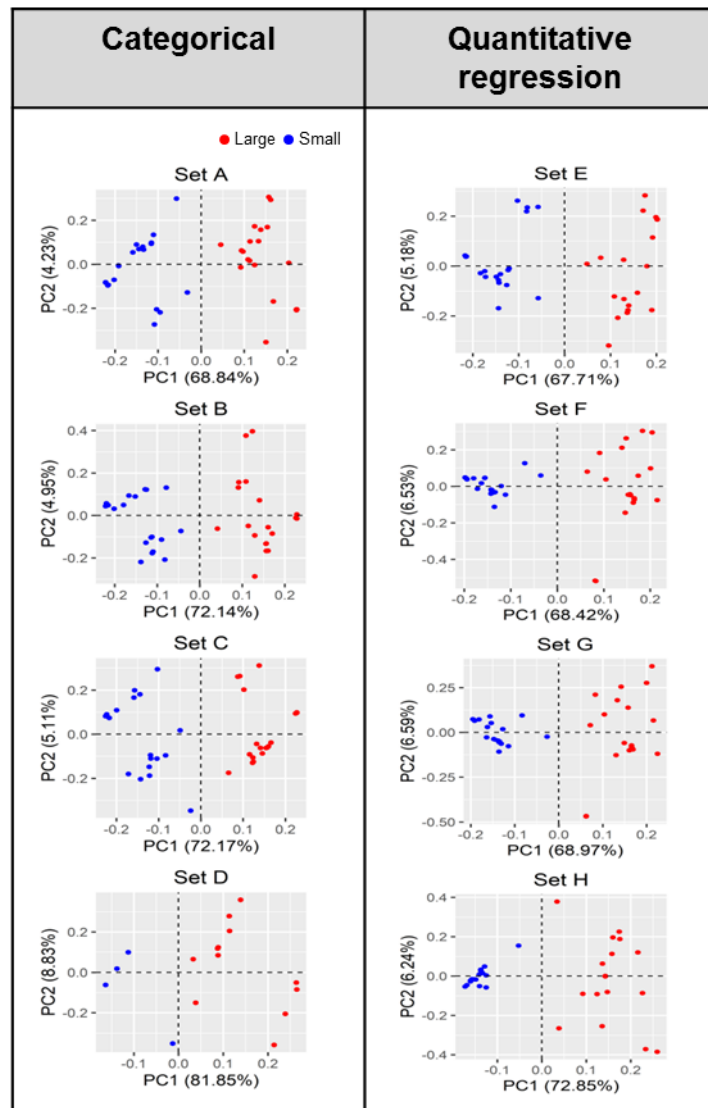 Categorical
Quantitative
regression
Large Small
Set A
PC2 (4.23%)
0.2
0.0
-0.2
-0.2 -0.1 0.0 0.1 0.2
PC1 (68.84%)
Set B
PC2 (4.95%)
0.4
0.2
0.0
-0.2
-0.2 -0.1 0.0 0.1 0.2
PC1 (72.14%)
Set C
PC2 (5.11%)
0.2
0.0
-0.2
-0.2 -0.1 0.0 0.1 0.2
PC1 (72.17%)
Set D
PC2 (8.83%)
0.2
0.0
-0.2
-0.1 0.0 0.1 0.2
PC1 (81.85%)
Set E
PC2 (5.18%)
0.2
0.0
-0.2
-0.2 -0.1 0.0 0.1 0.2
PC1 (67.71%)
Set F
PC2 (6.53%)
0.2
0.0
-0.2
-0.4
-0.2 -0.1 0.0 0.1 0.2
PC1 (68.42%)
Set G
PC2 (6.59%)
0.25
0.00
-0.25
-0.50
-0.2 -0.1 0.0 0.1 0.2
PC1 (68.97%)
Set H
PC2 (6.24%)
0.4
0.2
0.0
-0.2
-0.4
-0.1 0.0 0.1 0.2
PC1 (72.85%)